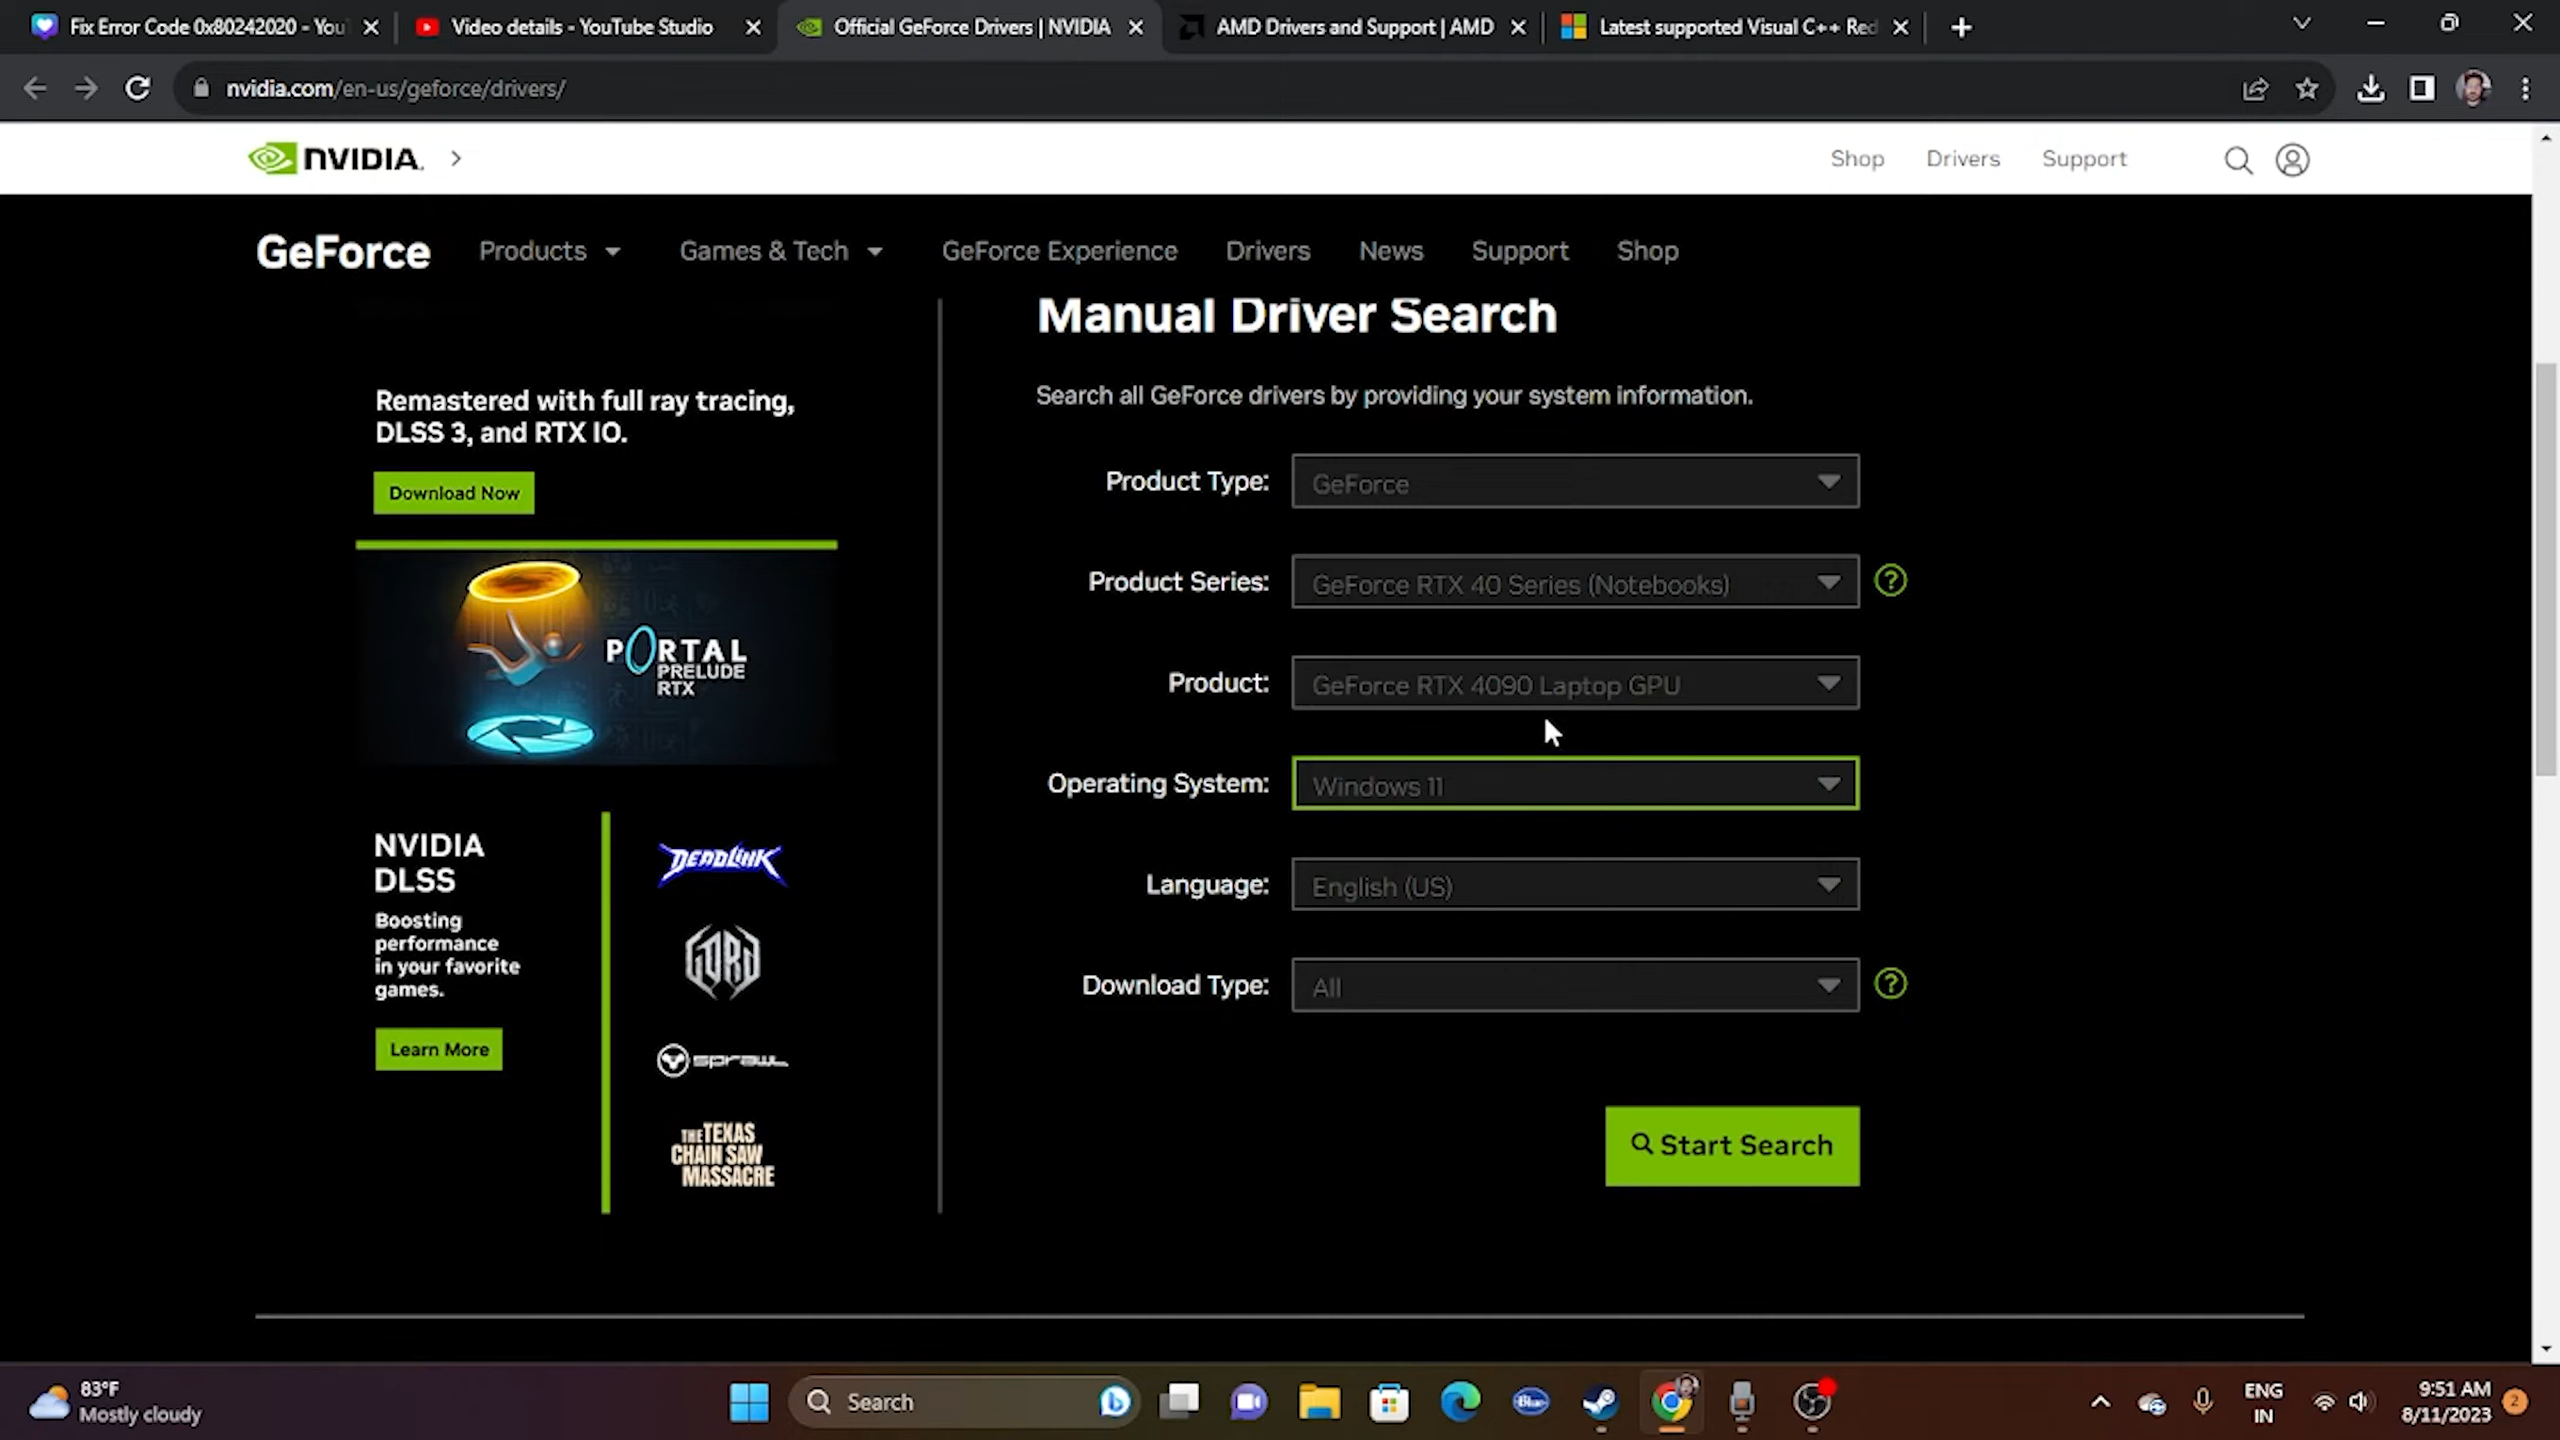 Fix Error Code 0x80242020 - You
Video details - YouTube Studio
Official GeForce Drivers | NVIDIA
AMD Drivers and Support | AMD
Latest supported Visual C++ Red
nvidia.com/en-us/geforce/drivers/
NVIDIA.
Shop
Drivers
Support
GeForce
Products
Games & Tech
GeForce Experience
Drivers
News
Support
Shop
Remastered with full ray tracing,
DLSS 3, and RTX IO.
Download Now
PORTAL
PRELUDE
RTX
NVIDIA
DLSS
Boosting
performance
in your favorite
games.
Learn More
DEADLINK
GORD
SPRAWL
THE TEXAS
CHAIN SAW
MASSACRE
Manual Driver Search
Search all GeForce drivers by providing your system information.
Product Type:
GeForce
Product Series:
GeForce RTX 40 Series (Notebooks)
?
Product:
GeForce RTX 4090 Laptop GPU
Operating System:
Windows 11
Language:
English (US)
Download Type:
All
?
Start Search
83°F
Mostly cloudy
Search
Blue
ENG
IN
9:51 AM
8/11/2023
2